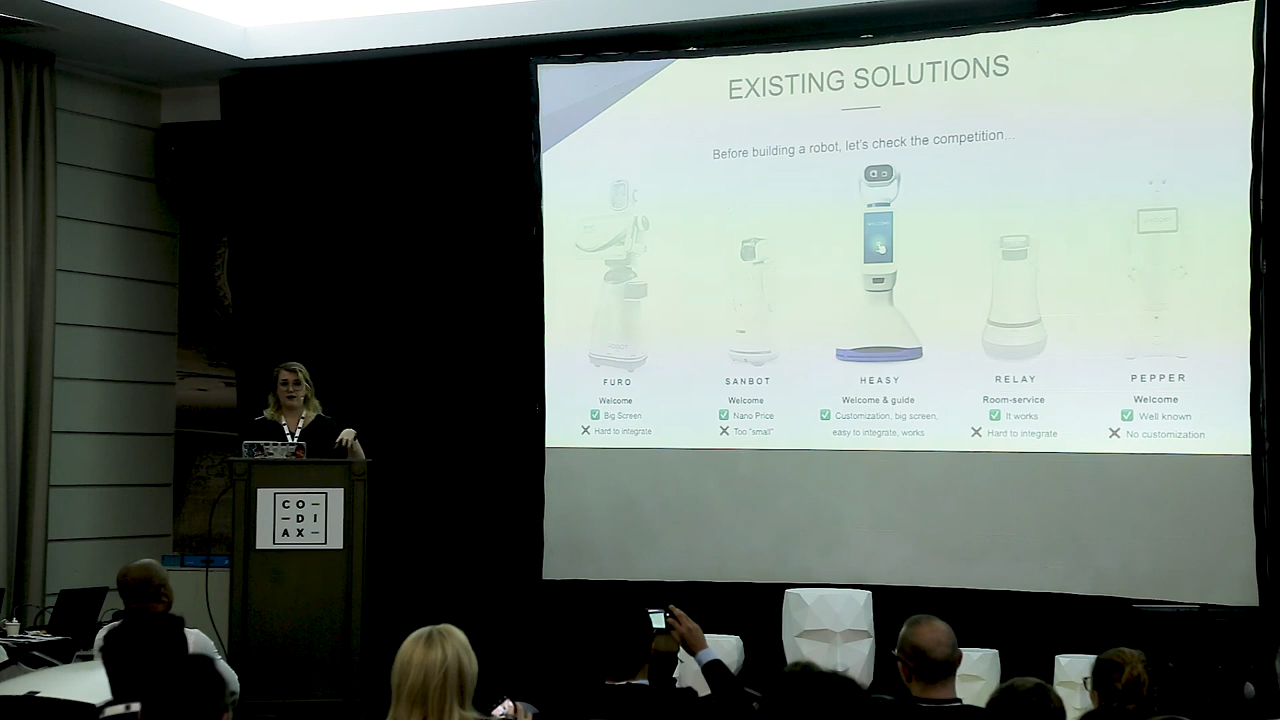 EXISTING SOLUTIONS
Before building a robot, let's check the competition...
FURO
Welcome
Big Screen
Hard to integrate
SANBOT
Welcome
Nano Price
Too "small"
HEASY
Welcome & guide
Customization, big screen,
easy to integrate, works
RELAY
Room-service
It works
Hard to integrate
PEPPER
Welcome
Well known
No customization
CO—
—DI
AX—